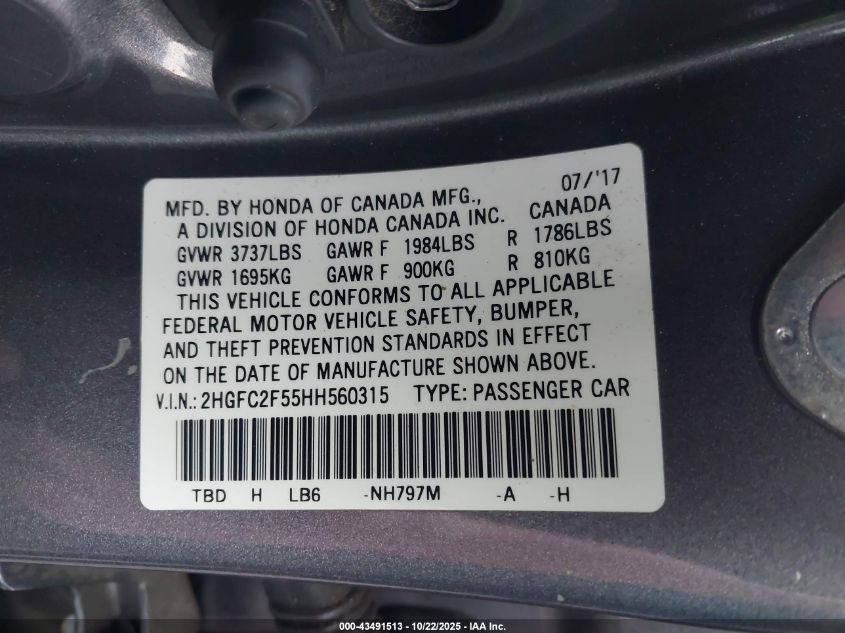 07/'17
MFD. BY HONDA OF CANADA MFG., CANADA
A DIVISION OF HONDA CANADA INC.
GVWR 3737LBS GAWR F 1984LBS R 1786LBS
GVWR 1695KG GAWR F 900KG R 810KG
THIS VEHICLE CONFORMS TO ALL APPLICABLE
FEDERAL MOTOR VEHICLE SAFETY, BUMPER,
AND THEFT PREVENTION STANDARDS IN EFFECT
ON THE DATE OF MANUFACTURE SHOWN ABOVE.
V.I.N.: 2HGFC2F55HH560315 TYPE: PASSENGER CAR
TBD H LB6 -NH797M -A -H
000-43491513 - 10/22/2025 - IAA Inc.